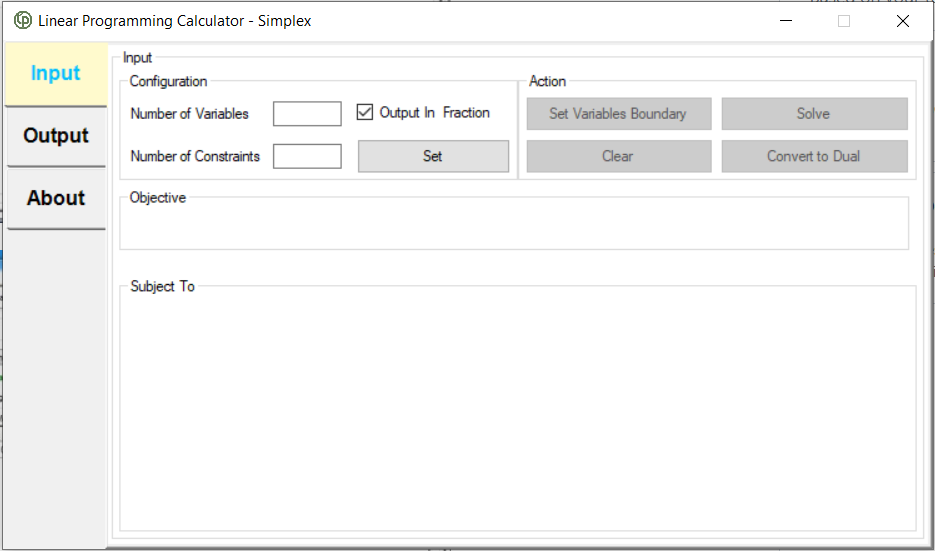 Linear Programming Calculator - Simplex
Input
Output
About
Input
Configuration
Number of Variables
Output In Fraction
Number of Constraints
Set
Action
Set Variables Boundary
Solve
Clear
Convert to Dual
Objective
Subject To